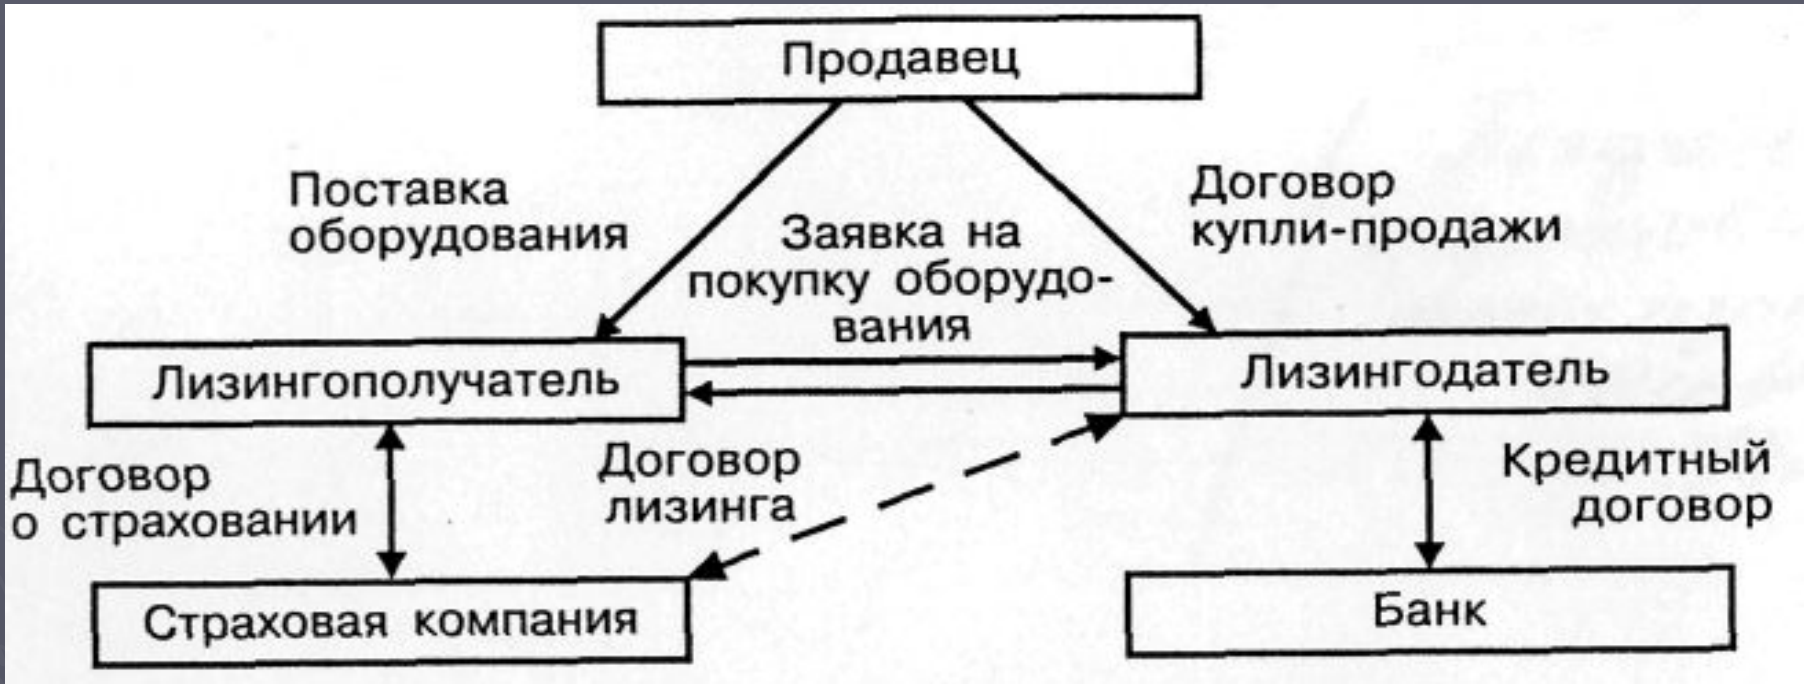 Продавец
Поставка
оборудования
Заявка на
покупку оборудо-
вания
Договор
купли-продажи
Лизингополучатель
Лизингодатель
Договор
о страховании
Договор
лизинга
Кредитный
договор
Страховая компания
Банк